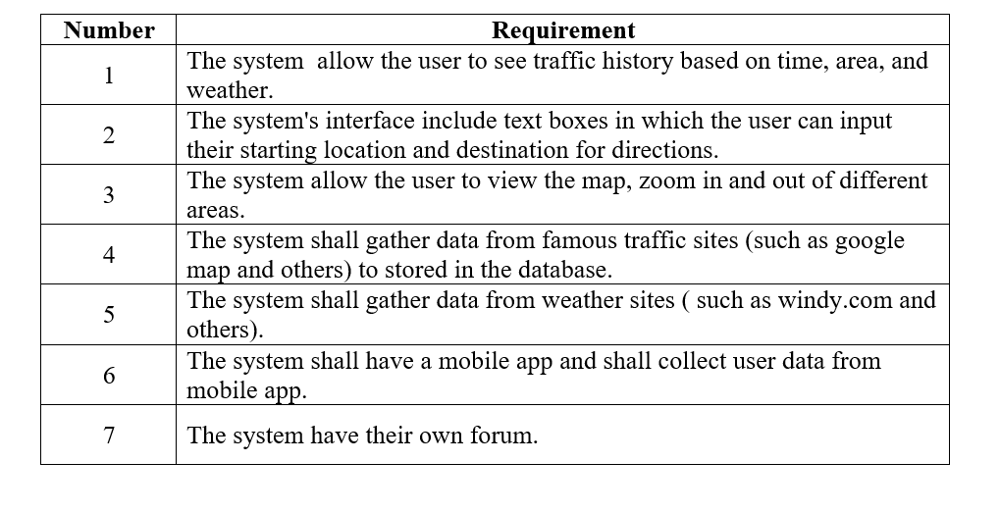 Number Requirement
1 The system  allow the user to see traffic history based on time, area, and
weather.
2 The system's interface include text boxes in which the user can input
their starting location and destination for directions.
3 The system allow the user to view the map, zoom in and out of different
areas.
4 The system shall gather data from famous traffic sites (such as google
map and others) to stored in the database.
5 The system shall gather data from weather sites ( such as windy.com and
others).
6 The system shall have a mobile app and shall collect user data from
mobile app.
7 The system have their own forum.